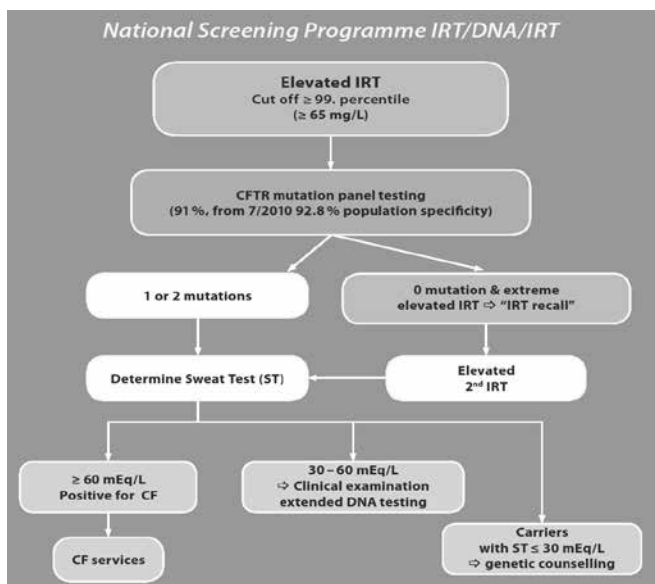 National Screening Programme IRT/DNA/IRT
Elevated IRT
Cut off ≥ 99. percentile
(≥ 65 mg/L)
CFTR mutation panel testing
(91 %, from 7/2010 92.8 % population specificity)
1 or 2 mutations
0 mutation & extreme
elevated IRT ⇨ “IRT recall”
Determine Sweat Test (ST)
Elevated
2nd IRT
≥ 60 mEq/L
Positive for CF
30 – 60 mEq/L
⇨ Clinical examination
extended DNA testing
CF services
Carriers
with ST ≤ 30 mEq/L
⇨ genetic counselling